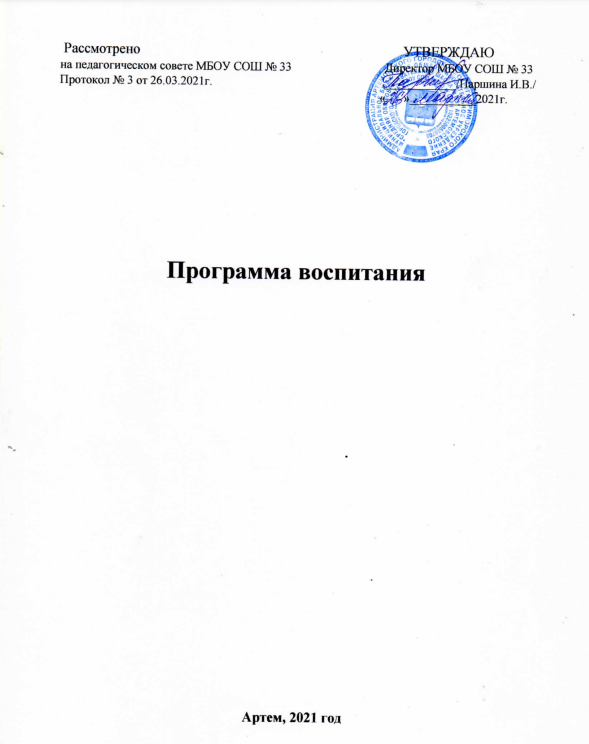 Рассмотрено
на педагогическом совете МБОУ СОШ № 33
Протокол № 3 от 26.03.2021г.
УТВЕРЖДАЮ
Директор МБОУ СОШ № 33
/Паршина И.В./
2021г.
Программа воспитания
Артем, 2021 год